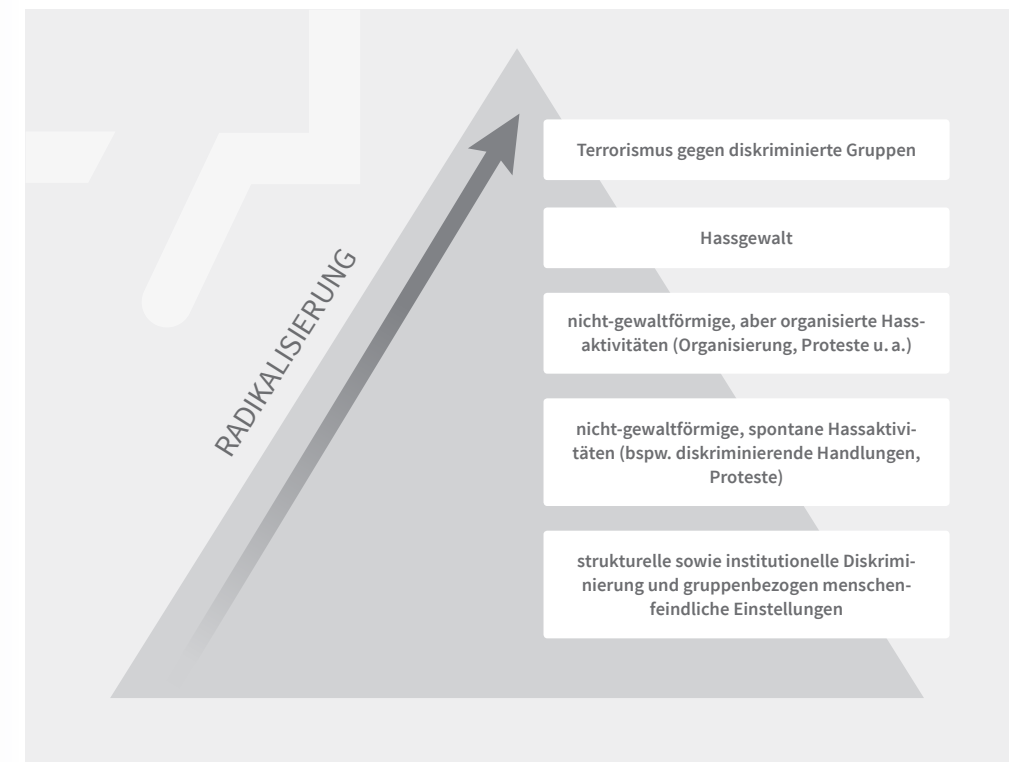 Terrorismus gegen diskriminierte Gruppen
Hassgewalt
RADIKALISIERUNG
nicht-gewaltförmige, aber organisierte Hass-
aktivitäten (Organisierung, Proteste u. a.)
nicht-gewaltförmige, spontane Hassaktivi-
täten (bspw. diskriminierende Handlungen,
Proteste)
strukturelle sowie institutionelle Diskrimi-
nierung und gruppenbezogen menschen-
feindliche Einstellungen